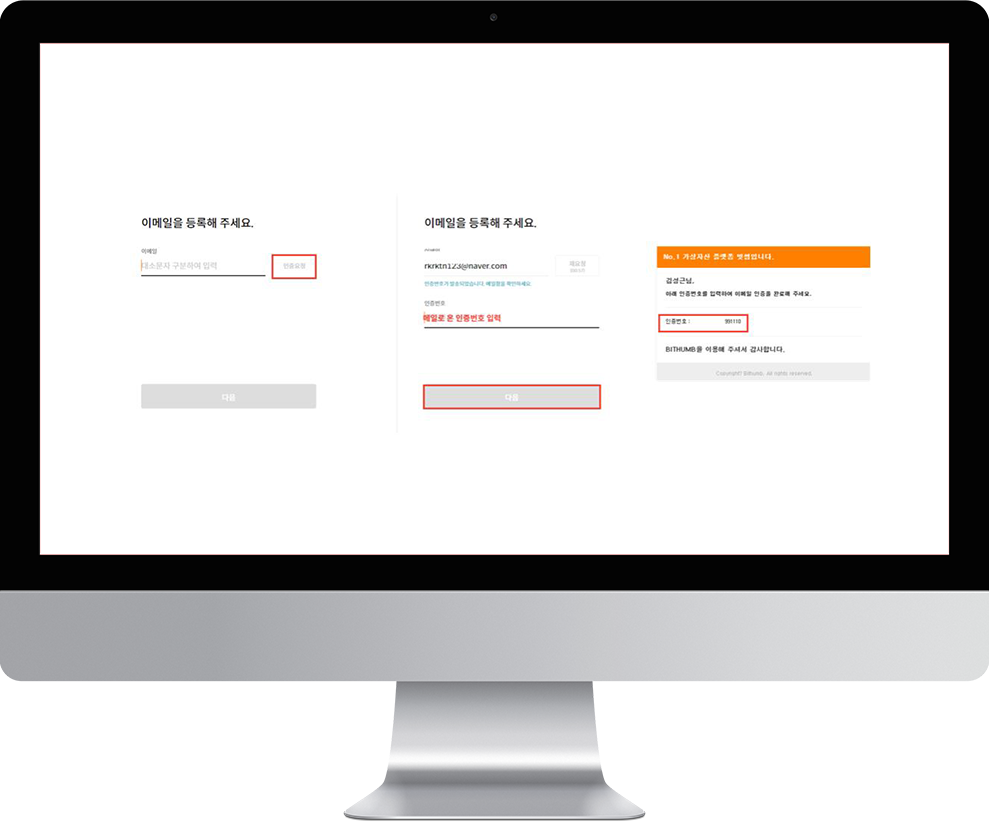 이메일을 등록해 주세요.
이메일
대소문자 구분하여 입력
인증요청
다음
이메일을 등록해 주세요.
rkrktn123@naver.com
재요청
인증번호가 발송되었습니다. 메일함을 확인하세요.
인증번호
메일로 온 인증번호 입력
다음
No.1 가상자산 플랫폼 빗썸입니다.
김성근님,
아래 인증번호를 입력하여 이메일 인증을 완료해 주세요.
인증번호 :
BITHUMB을 이용해 주셔서 감사합니다.
Copyright? Bithumb. All rights reserved.